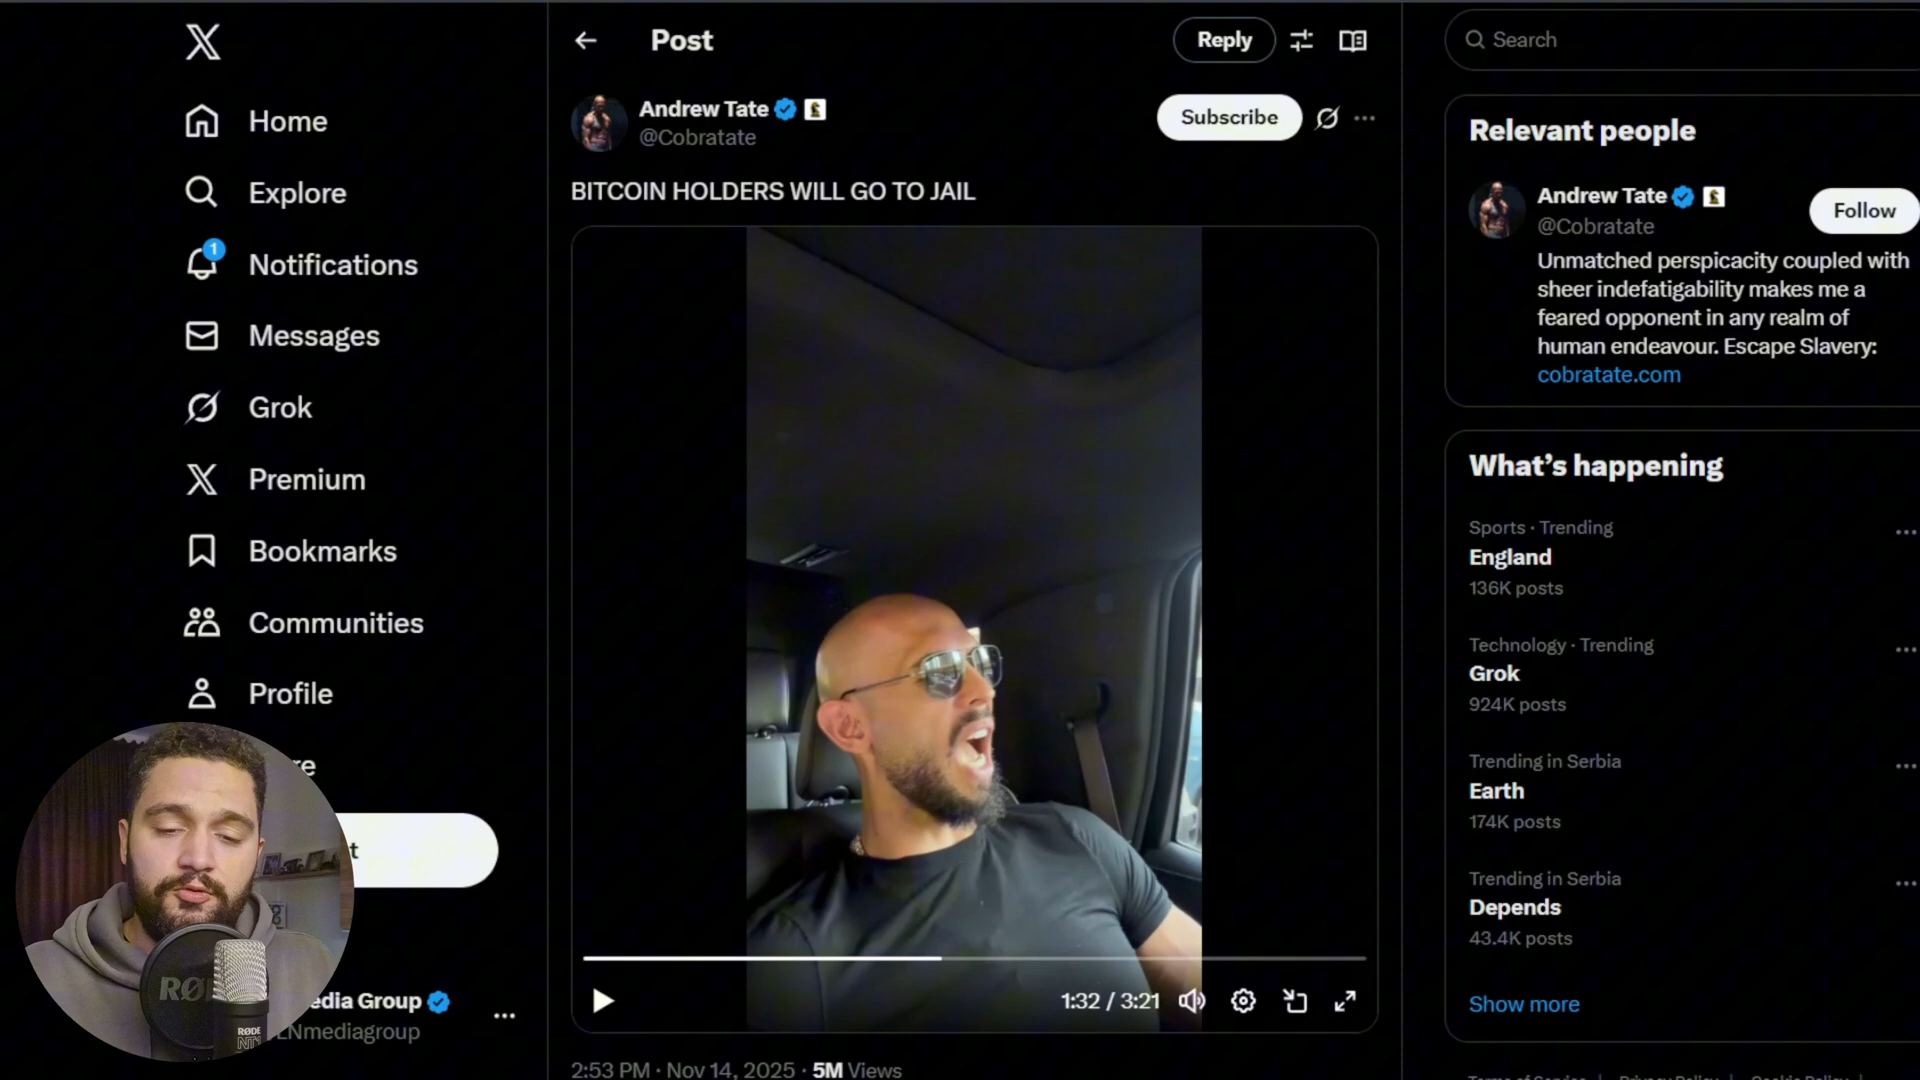 Home
Explore
Notifications
1
Messages
Grok
Premium
Bookmarks
Communities
Profile
re
t
edia Group
LNmediagroup
Post
Reply
Andrew Tate
@Cobratate
Subscribe
BITCOIN HOLDERS WILL GO TO JAIL
1:32 / 3:21
2:53 PM · Nov 14, 2025 · 5M Views
Search
Relevant people
Andrew Tate
@Cobratate
Follow
Unmatched perspicacity coupled with
sheer indefatigability makes me a
feared opponent in any realm of
human endeavour. Escape Slavery:
cobratate.com
What’s happening
Sports · Trending
England
136K posts
Technology · Trending
Grok
924K posts
Trending in Serbia
Earth
174K posts
Trending in Serbia
Depends
43.4K posts
Show more
RØDE
NT1